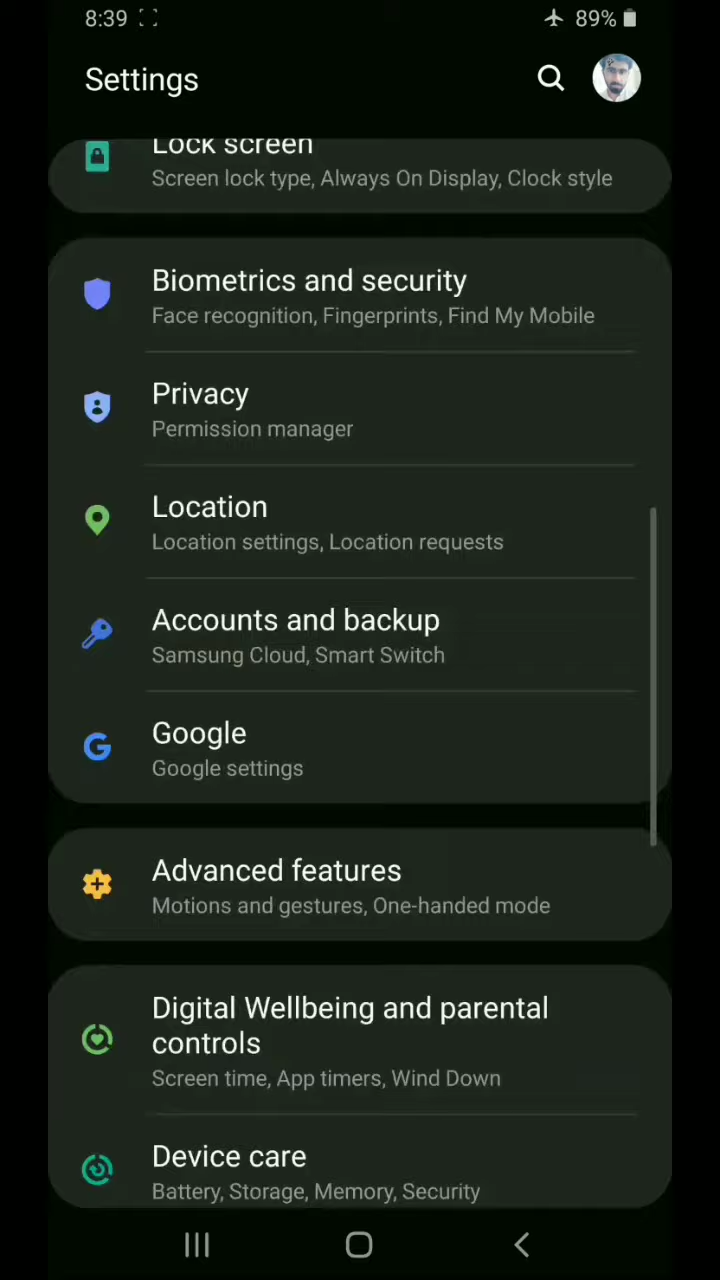 8:39
89%
Settings
Lock screen
Screen lock type, Always On Display, Clock style
Biometrics and security
Face recognition, Fingerprints, Find My Mobile
Privacy
Permission manager
Location
Location settings, Location requests
Accounts and backup
Samsung Cloud, Smart Switch
Google
Google settings
Advanced features
Motions and gestures, One-handed mode
Digital Wellbeing and parental
controls
Screen time, App timers, Wind Down
Device care
Battery, Storage, Memory, Security